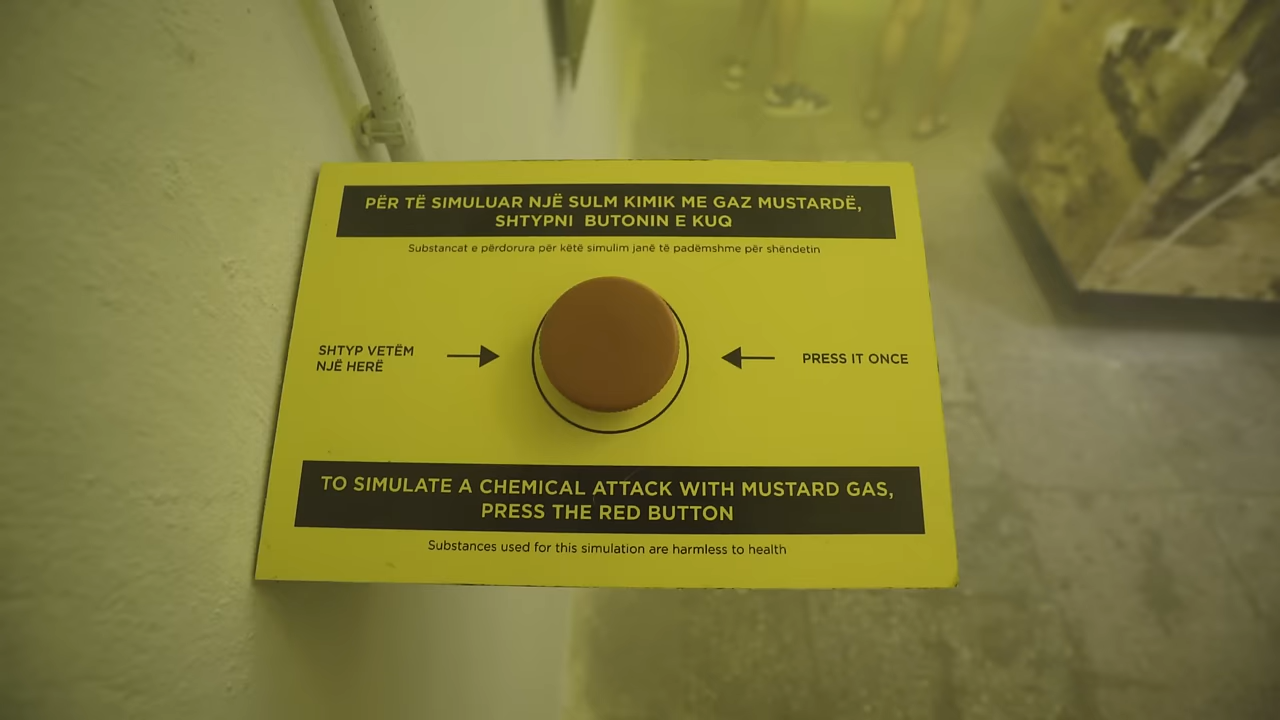 PËR TË SIMULUAR NJË SULM KIMIK ME GAZ MUSTARDË,
SHTYPNI BUTONIN E KUQ
Substancat e përdorura për këtë simulim janë të padëmshme për shëndetin
SHTYP VETËM
NJË HERË
PRESS IT ONCE
TO SIMULATE A CHEMICAL ATTACK WITH MUSTARD GAS,
PRESS THE RED BUTTON
Substances used for this simulation are harmless to health